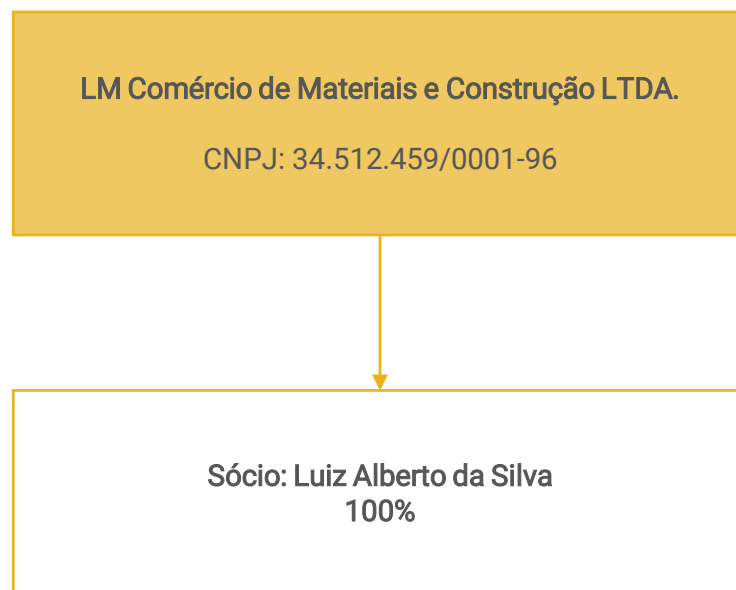 LM Comércio de Materiais e Construção LTDA.
CNPJ: 34.512.459/0001-96
Sócio: Luiz Alberto da Silva
100%